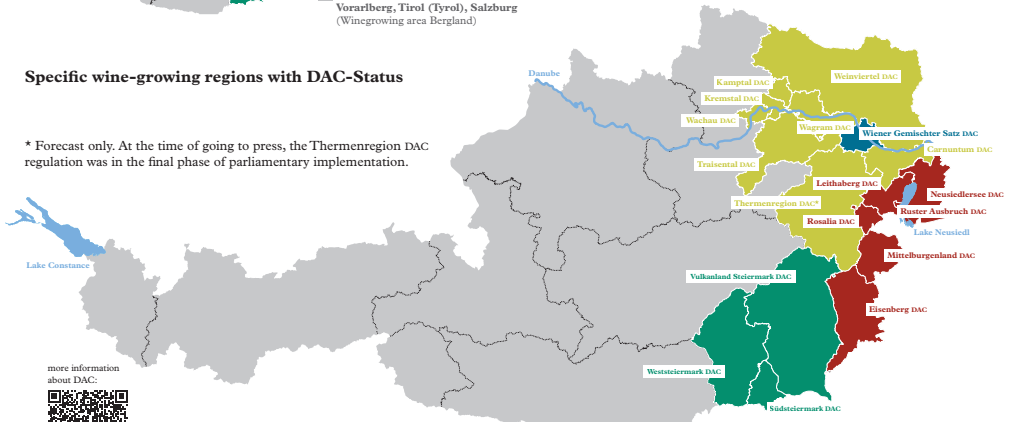 Vorarlberg, Tirol (Tyrol), Salzburg
(Winegrowing area Bergland)
Specific wine-growing regions with DAC-Status
* Forecast only. At the time of going to press, the Thermenregion DAC
regulation was in the final phase of parliamentary implementation.
Danube
Kamptal DAC
Weinviertel DAC
Kremstal DAC
Wachau DAC
Wagram DAC
Wiener Gemischter Satz DAC
Carnuntum DAC
Traisental DAC
Leithaberg DAC
Neusiedlersee DAC
Thermenregion DAC*
Ruster Ausbruch DAC
Rosalia DAC
Lake Neusiedl
Mittelburgenland DAC
Lake Constance
Vulkanland Steiermark DAC
Eisenberg DAC
more information
about DAC:
Weststeiermark DAC
Südsteiermark DAC